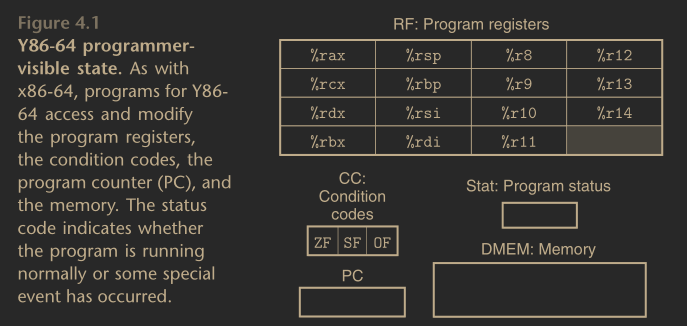 Figure 4.1
Y86-64 programmer-
visible state. As with
x86-64, programs for Y86-
64 access and modify
the program registers,
the condition codes, the
program counter (PC), and
the memory. The status
code indicates whether
the program is running
normally or some special
event has occurred.
RF: Program registers
%rax %rsp %r8 %r12
%rcx %rbp %r9 %r13
%rdx %rsi %r10 %r14
%rbx %rdi %r11
CC:
Condition
codes
ZF SF OF
PC
Stat: Program status
DMEM: Memory